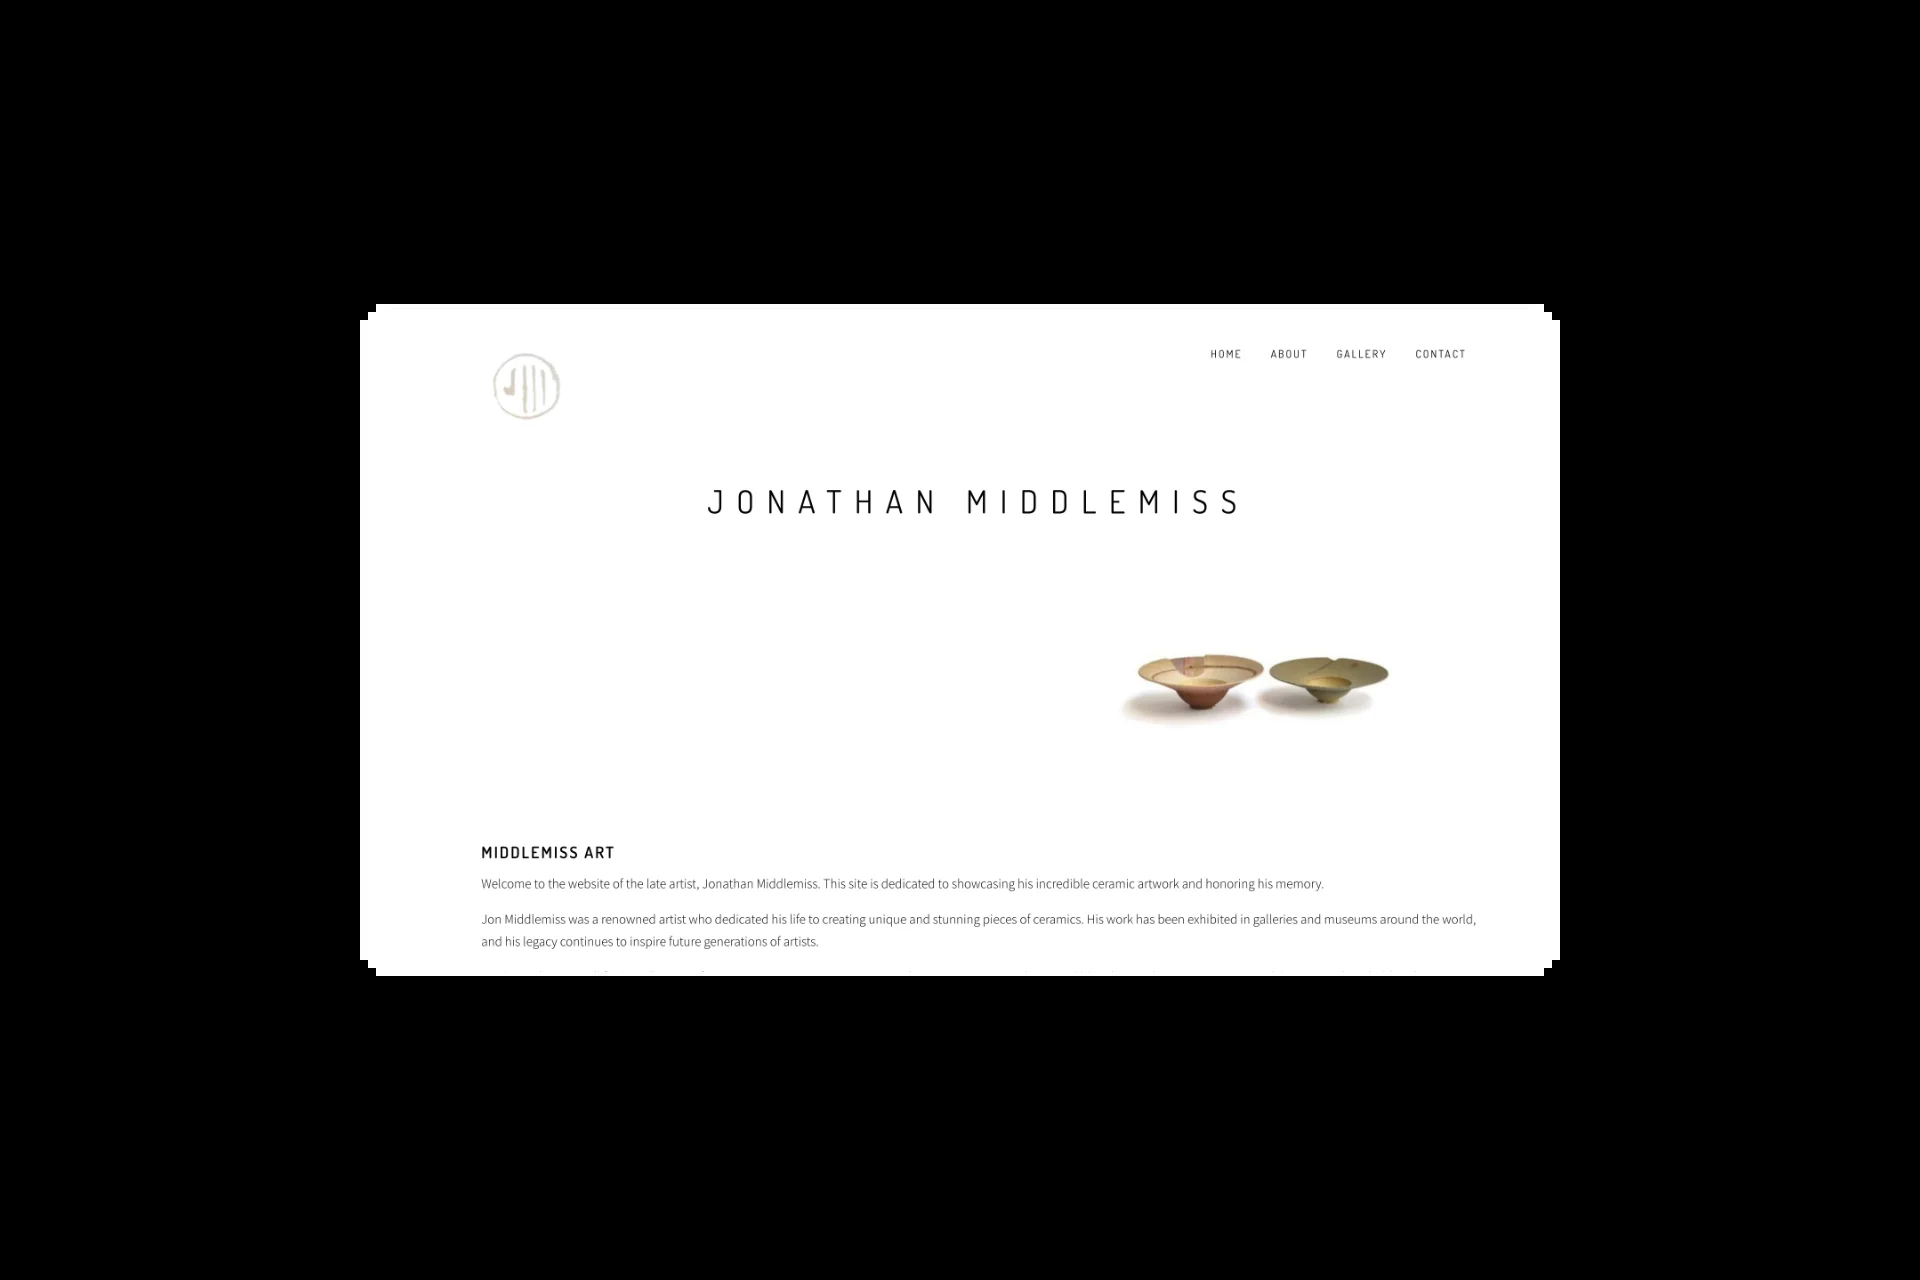 HOME ABOUT GALLERY CONTACT
JONATHAN MIDDLEMISS
MIDDLEMISS ART
Welcome to the website of the late artist, Jonathan Middlemiss. This site is dedicated to showcasing his incredible ceramic artwork and honoring his memory.
Jon Middlemiss was a renowned artist who dedicated his life to creating unique and stunning pieces of ceramics. His work has been exhibited in galleries and museums around the world,
and his legacy continues to inspire future generations of artists.